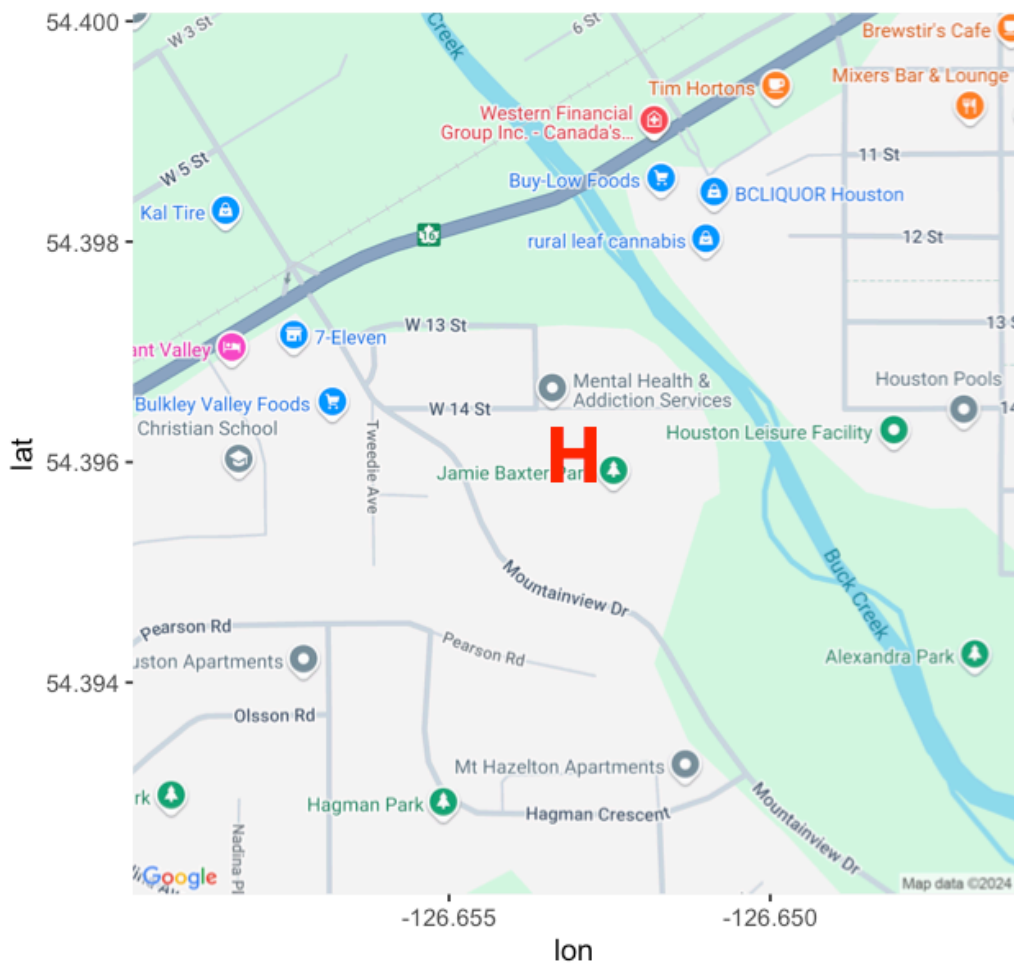 54.400
54.398
54.396
54.394
lat
-126.655
-126.650
lon
W 3 St
Creek
6 St
Brewstir's Cafe
Tim Hortons
Mixers Bar & Lounge
Western Financial
Group Inc. - Canada's...
W 5 St
11 St
Buy-Low Foods
BCLIQUOR Houston
Kal Tire
16
rural leaf cannabis
12 St
W 13 St
7-Eleven
13 S
ant Valley
Mental Health &
Addiction Services
Houston Pools
Bulkley Valley Foods
W 14 St
14
Christian School
Tweedie Ave
Houston Leisure Facility
H
Jamie Baxter Par
Mountainview Dr
Buck Creek
Pearson Rd
Pearson Rd
uston Apartments
Alexandra Park
Olsson Rd
Mt Hazelton Apartments
rk
Hagman Park
Hagman Crescent
Mountainview Dr
Nadina Pl
Google
Map data ©2024